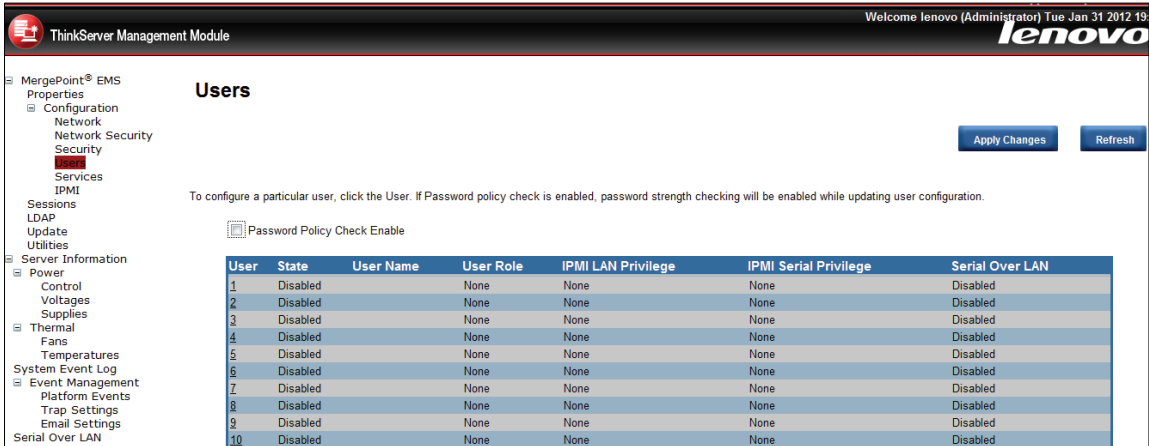 Welcome lenovo (Administrator) Tue Jan 31 2012 19:
ThinkServer Management Module
lenovo
MergePoint® EMS
Properties
Configuration
Network
Network Security
Security
Users
Services
IPMI
Sessions
LDAP
Update
Utilities
Server Information
Power
Control
Voltages
Supplies
Thermal
Fans
Temperatures
System Event Log
Event Management
Platform Events
Trap Settings
Email Settings
Serial Over LAN
Users
Apply Changes Refresh
To configure a particular user, click the User. If Password policy check is enabled, password strength checking will be enabled while updating user configuration.
Password Policy Check Enable
User State User Name User Role IPMI LAN Privilege IPMI Serial Privilege Serial Over LAN
1 Disabled None None None Disabled
2 Disabled None None None Disabled
3 Disabled None None None Disabled
4 Disabled None None None Disabled
5 Disabled None None None Disabled
6 Disabled None None None Disabled
7 Disabled None None None Disabled
8 Disabled None None None Disabled
9 Disabled None None None Disabled
10 Disabled None None None Disabled